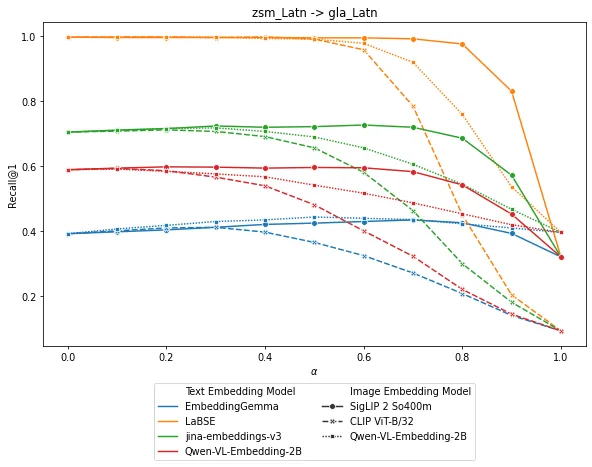 zsm_Latn -> gla_Latn
Recall@1
1.0
0.8
0.6
0.4
0.2
0.0 0.2 0.4 0.6 0.8 1.0
α
Text Embedding Model Image Embedding Model
EmbeddingGemma SigLIP 2 So400m
LaBSE CLIP ViT-B/32
jina-embeddings-v3 Qwen-VL-Embedding-2B
Qwen-VL-Embedding-2B